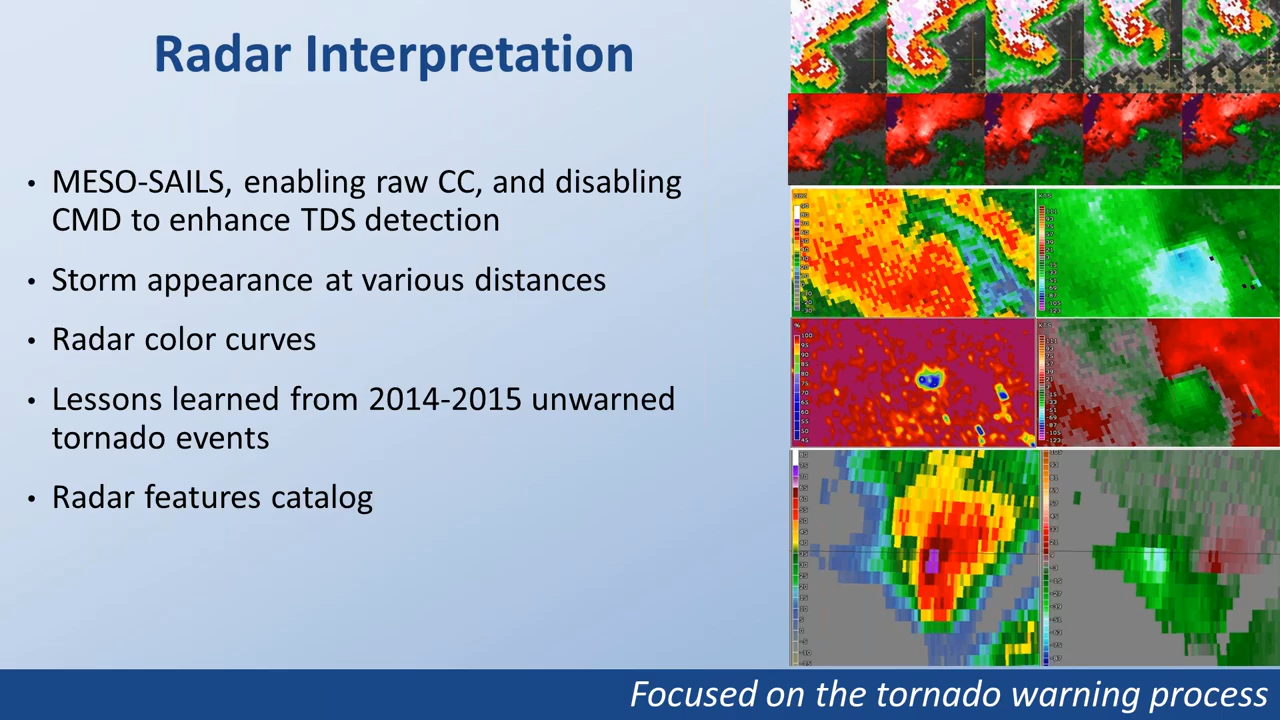 Radar Interpretation
• MESO-SAILS, enabling raw CC, and disabling
CMD to enhance TDS detection
• Storm appearance at various distances
• Radar color curves
• Lessons learned from 2014-2015 unwarned
tornado events
• Radar features catalog
Focused on the tornado warning process